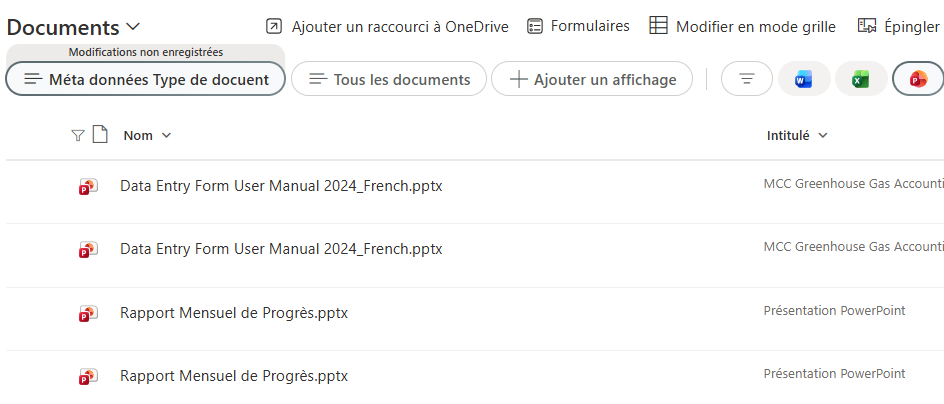 Documents Ajouter un raccourci à OneDrive Formulaires Modifier en mode grille Épingler
Modifications non enregistrées
Méta données Type de docuent Tous les documents Ajouter un affichage
Nom Intitulé
Data Entry Form User Manual 2024_French.pptx MCC Greenhouse Gas Accounti
Data Entry Form User Manual 2024_French.pptx MCC Greenhouse Gas Accounti
Rapport Mensuel de Progrès.pptx Présentation PowerPoint
Rapport Mensuel de Progrès.pptx Présentation PowerPoint